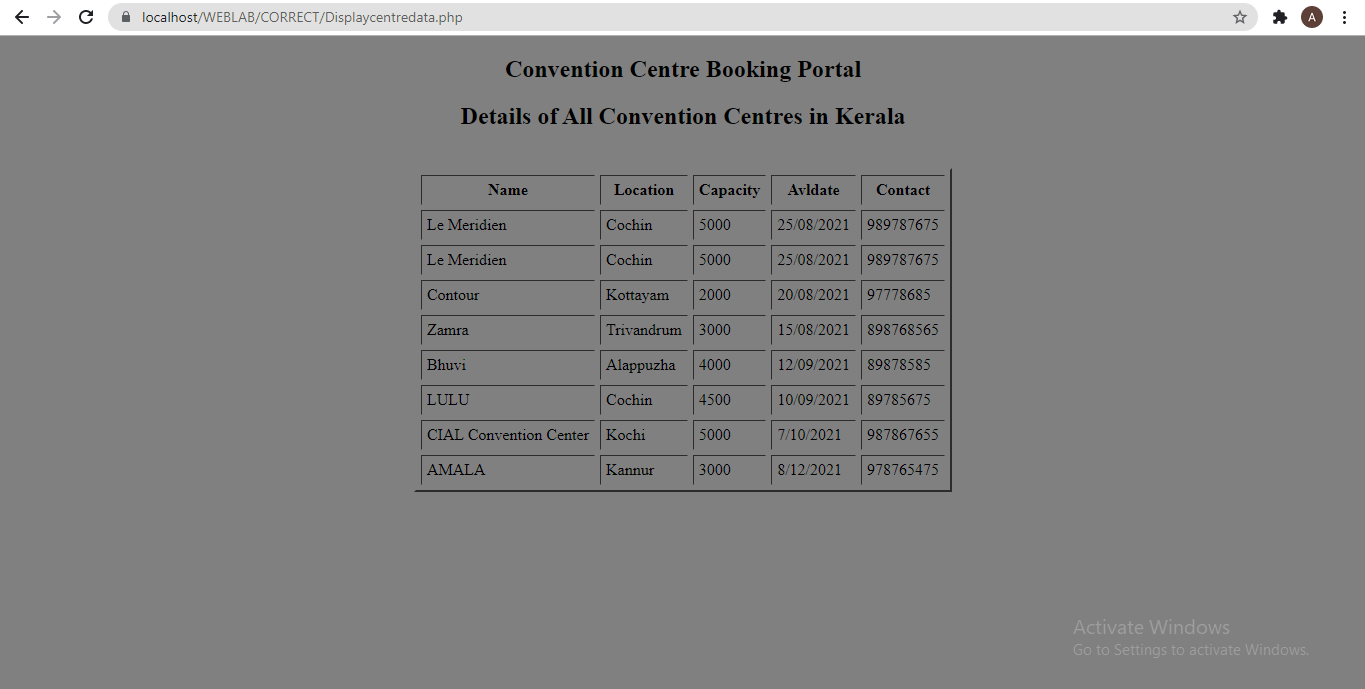 localhost/WEBLAB/CORRECT/Displaycentredata.php
A
Convention Centre Booking Portal
Details of All Convention Centres in Kerala
Name Location Capacity Avldate Contact
Le Meridien Cochin 5000 25/08/2021 989787675
Le Meridien Cochin 5000 25/08/2021 989787675
Contour Kottayam 2000 20/08/2021 97778685
Zamra Trivandrum 3000 15/08/2021 898768565
Bhuvi Alappuzha 4000 12/09/2021 89878585
LULU Cochin 4500 10/09/2021 89785675
CIAL Convention Center Kochi 5000 7/10/2021 987867655
AMALA Kannur 3000 8/12/2021 978765475
Activate Windows
Go to Settings to activate Windows.